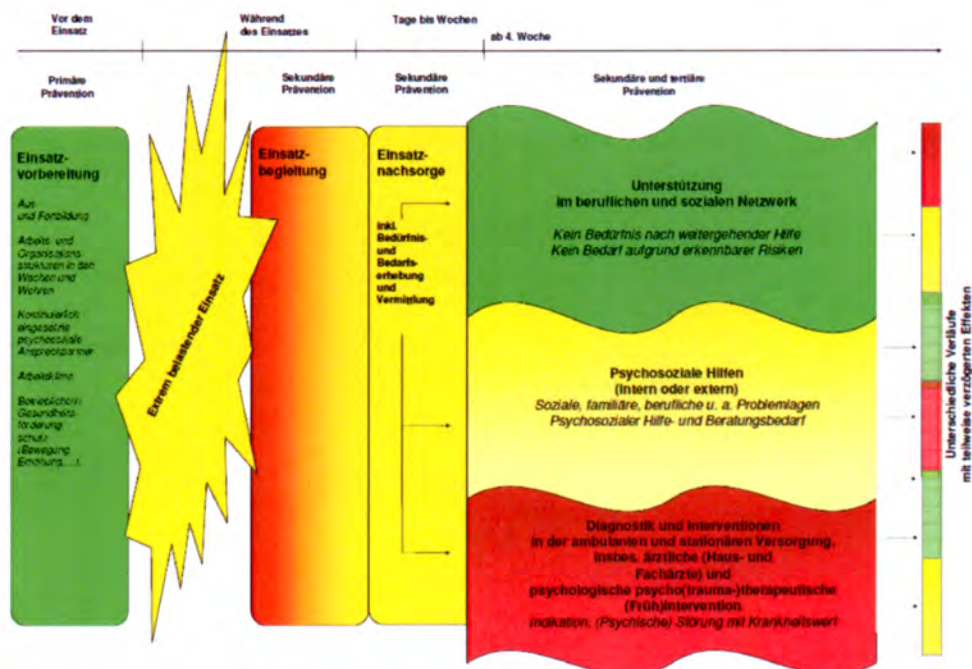 Vor dem
Einsatz
Während
des Einsatzes
Tage bis Wochen
ab 4. Woche
Primäre
Prävention
Sekundäre
Prävention
Sekundäre
Prävention
Sekundäre und tertiäre
Prävention
Einsatz-
vorbereitung
Aus-
und Fortbildung
Arbeits- und
Organisations-
strukturen in den
Wachen und
Wehren
Kontinuierlich
eingesetzte
psychosoziale
Ansprechpartner
Arbeitsklima
Gesundheits-
förderung
schutz
(Bewegung,
Ernährung,...)
Extrem belastender Einsatz
Einsatz-
begleitung
Einsatz-
nachsorge
inkl.
Bedürfnis-
und
Bedarfs-
erhebung
und
Vermittlung
Unterstützung
im beruflichen und sozialen Netzwerk
Kein Bedürfnis nach weitergehender Hilfe
Kein Bedarf aufgrund erkennbarer Risiken
Psychosoziale Hilfen
(intern oder extern)
Soziale, familiäre, berufliche u. a. Problemlagen
Psychosozialer Hilfe- und Beratungsbedarf
Diagnostik und Interventionen
in der ambulanten und stationären Versorgung,
insbes. ärztliche (Haus- und
Fachärzte) und
psychologische psycho(trauma-)therapeutische
(Früh)Intervention
Indikation: (Psychische) Störung mit Krankheitswert
Unterschiedliche Verläufe
mit teilweise verzögerten Effekten